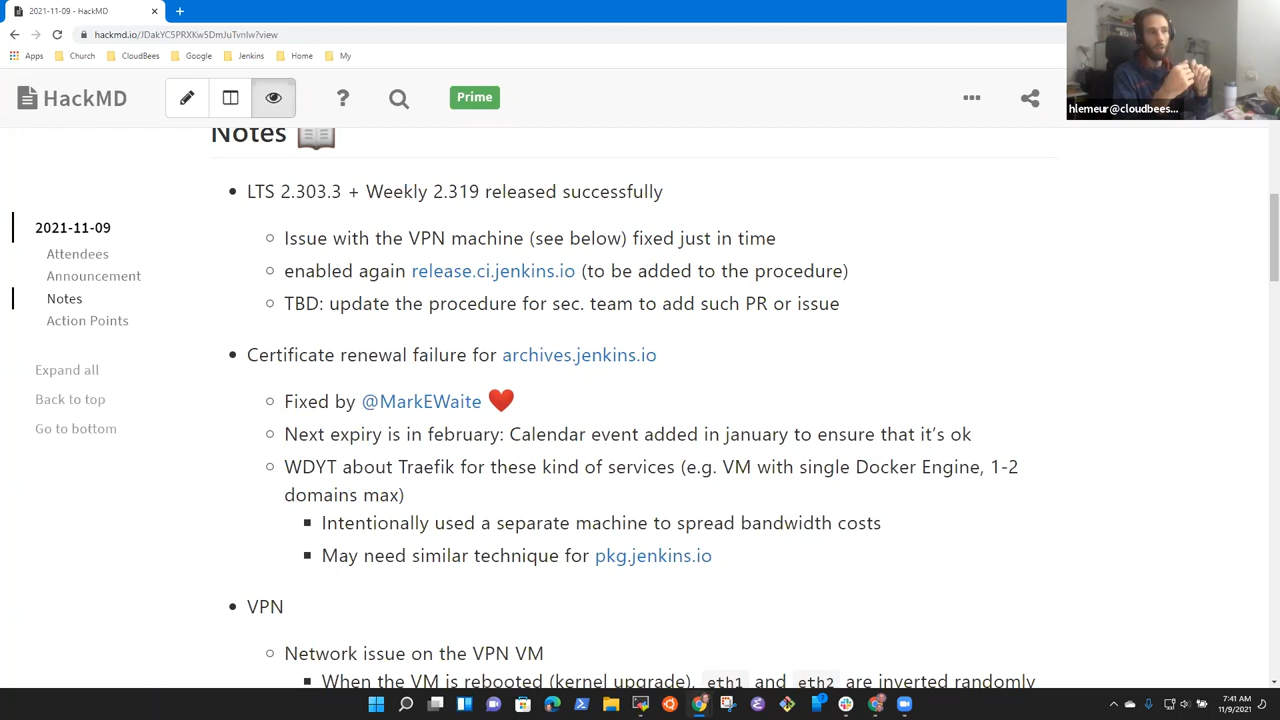 2021-11-09 - HackMD
hackmd.io/JDakYC5PRXKw5DmJuTvnIw?view
Apps Church CloudBees Google Jenkins Home My
HackMD
Prime
hlemeur@cloudbees...
Notes
LTS 2.303.3 + Weekly 2.319 released successfully
Issue with the VPN machine (see below) fixed just in time
enabled again release.ci.jenkins.io (to be added to the procedure)
TBD: update the procedure for sec. team to add such PR or issue
Certificate renewal failure for archives.jenkins.io
Fixed by @MarkEWaite ❤️
Next expiry is in february: Calendar event added in january to ensure that it's ok
WDYT about Traefik for these kind of services (e.g. VM with single Docker Engine, 1-2
domains max)
Intentionally used a separate machine to spread bandwidth costs
May need similar technique for pkg.jenkins.io
VPN
Network issue on the VPN VM
When the VM is rebooted (kernel upgrade), eth1 and eth2 are inverted randomly
2021-11-09
Attendees
Announcement
Notes
Action Points
Expand all
Back to top
Go to bottom
7:41 AM
11/9/2021